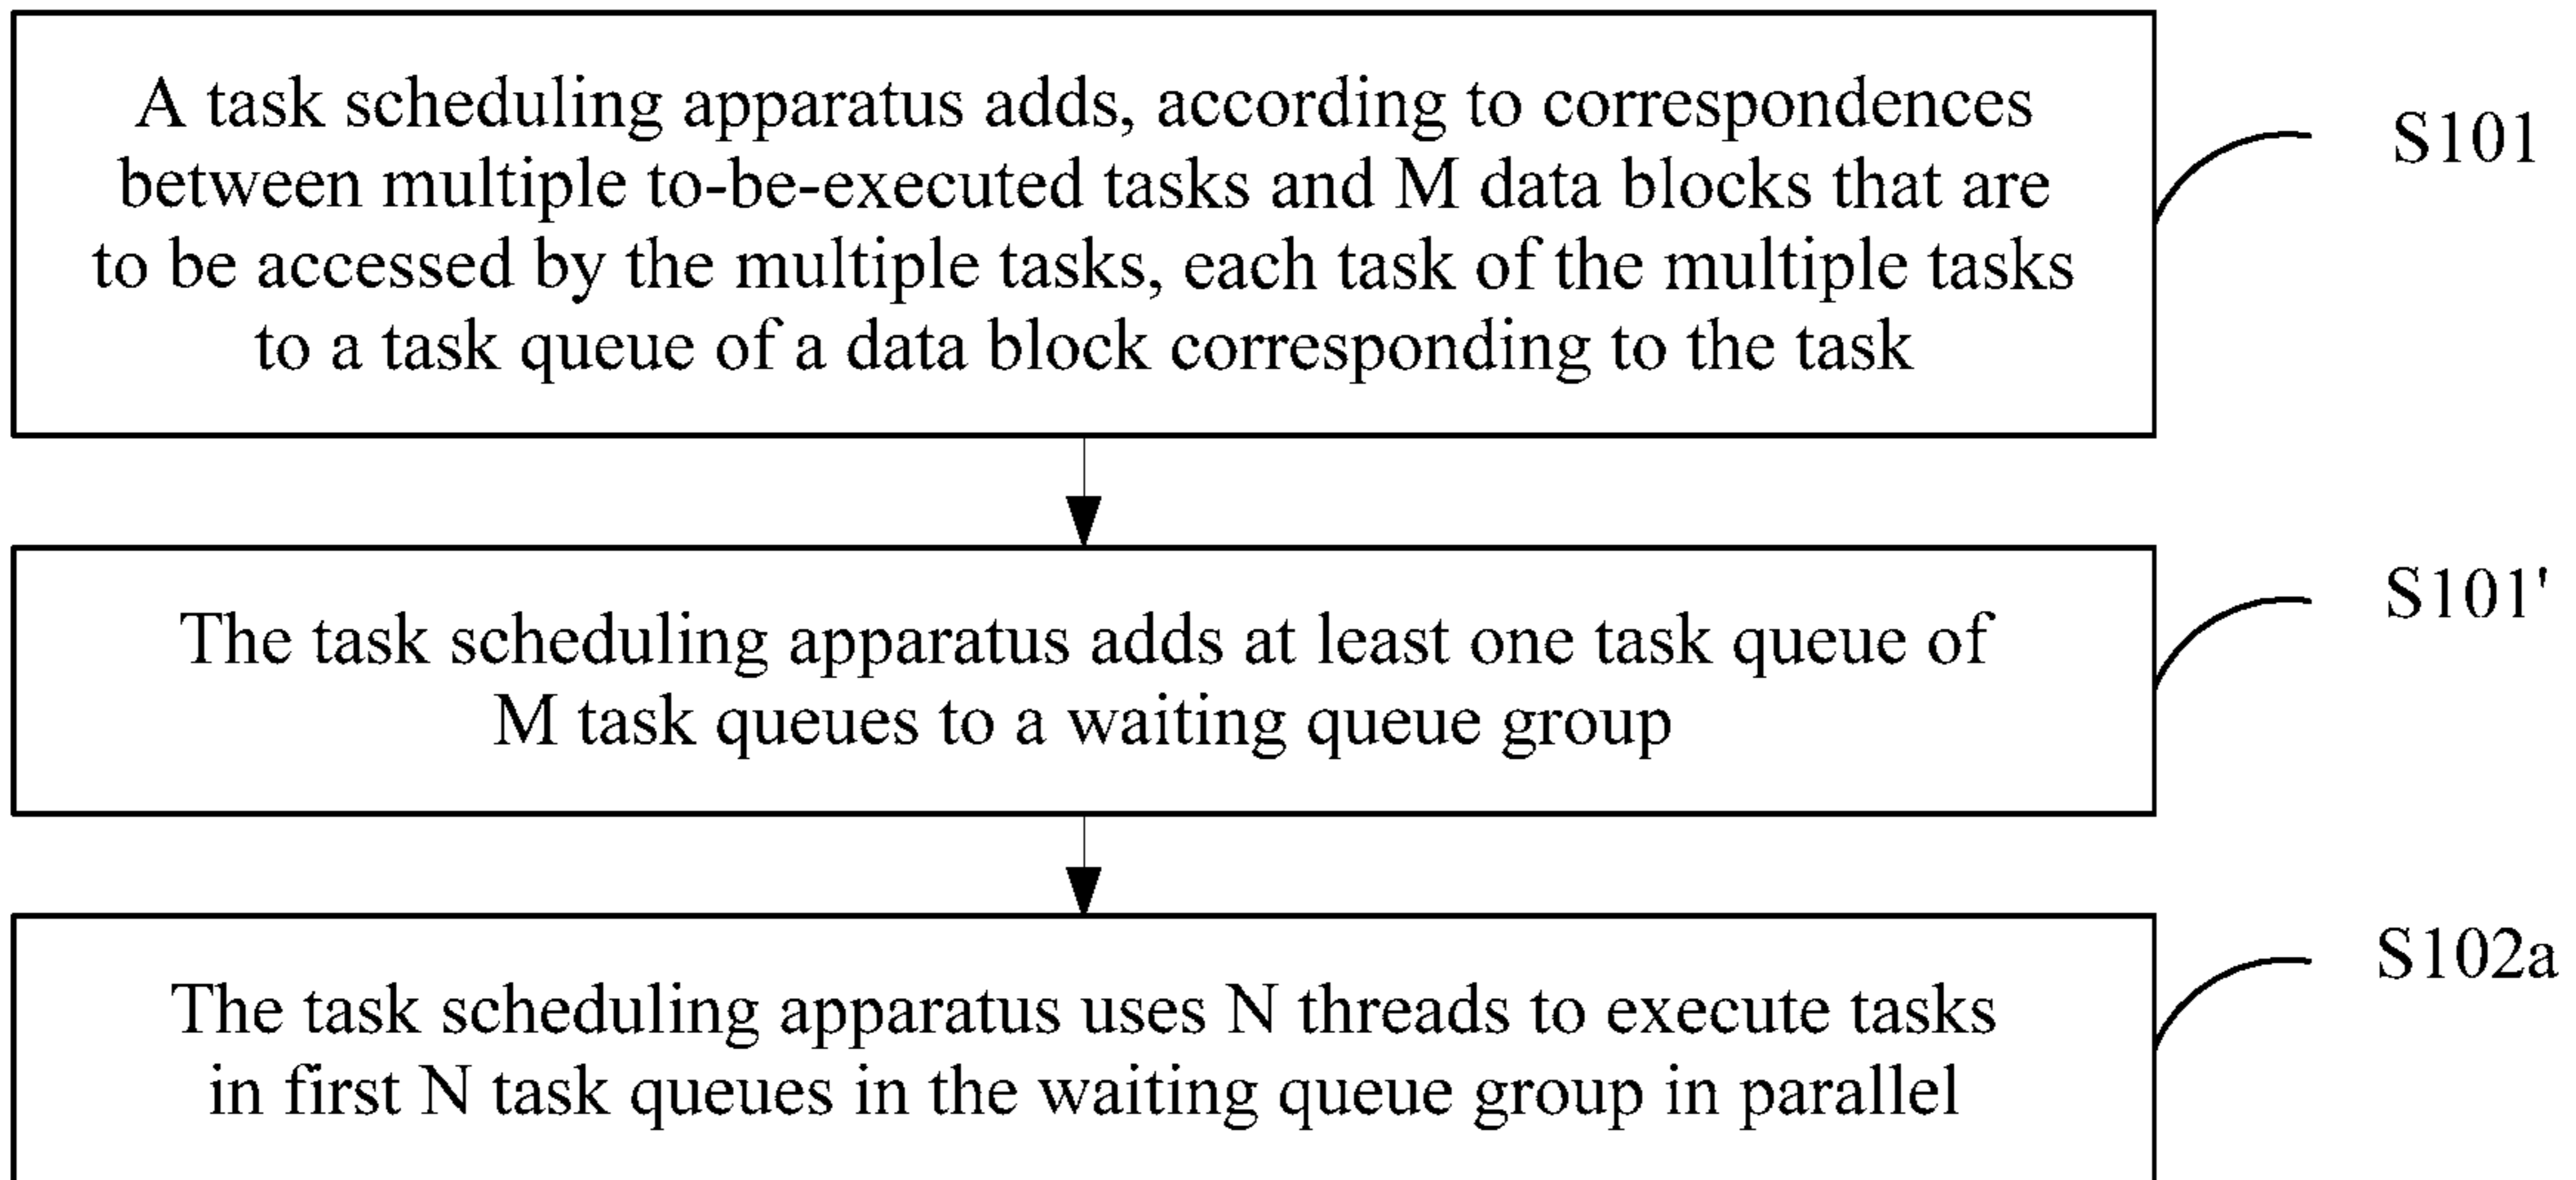 A task scheduling apparatus adds, according to correspondences
between multiple to-be-executed tasks and M data blocks that are
to be accessed by the multiple tasks, each task of the multiple tasks
to a task queue of a data block corresponding to the task
S101
The task scheduling apparatus adds at least one task queue of
M task queues to a waiting queue group
S101'
The task scheduling apparatus uses N threads to execute tasks
in first N task queues in the waiting queue group in parallel
S102a